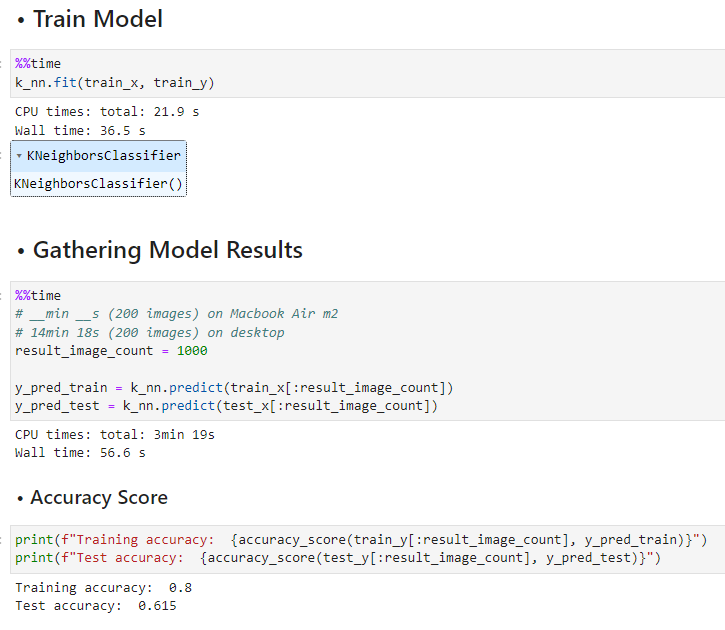 • Train Model
%%time
k_nn.fit(train_x, train_y)
CPU times: total: 21.9 s
Wall time: 36.5 s
▾ KNeighborsClassifier
KNeighborsClassifier()
• Gathering Model Results
%%time
# __min __s (200 images) on Macbook Air m2
# 14min 18s (200 images) on desktop
result_image_count = 1000
y_pred_train = k_nn.predict(train_x[:result_image_count])
y_pred_test = k_nn.predict(test_x[:result_image_count])
CPU times: total: 3min 19s
Wall time: 56.6 s
• Accuracy Score
print(f"Training accuracy:  {accuracy_score(train_y[:result_image_count], y_pred_train)}")
print(f"Test accuracy:  {accuracy_score(test_y[:result_image_count], y_pred_test)}")
Training accuracy:  0.8
Test accuracy:  0.615